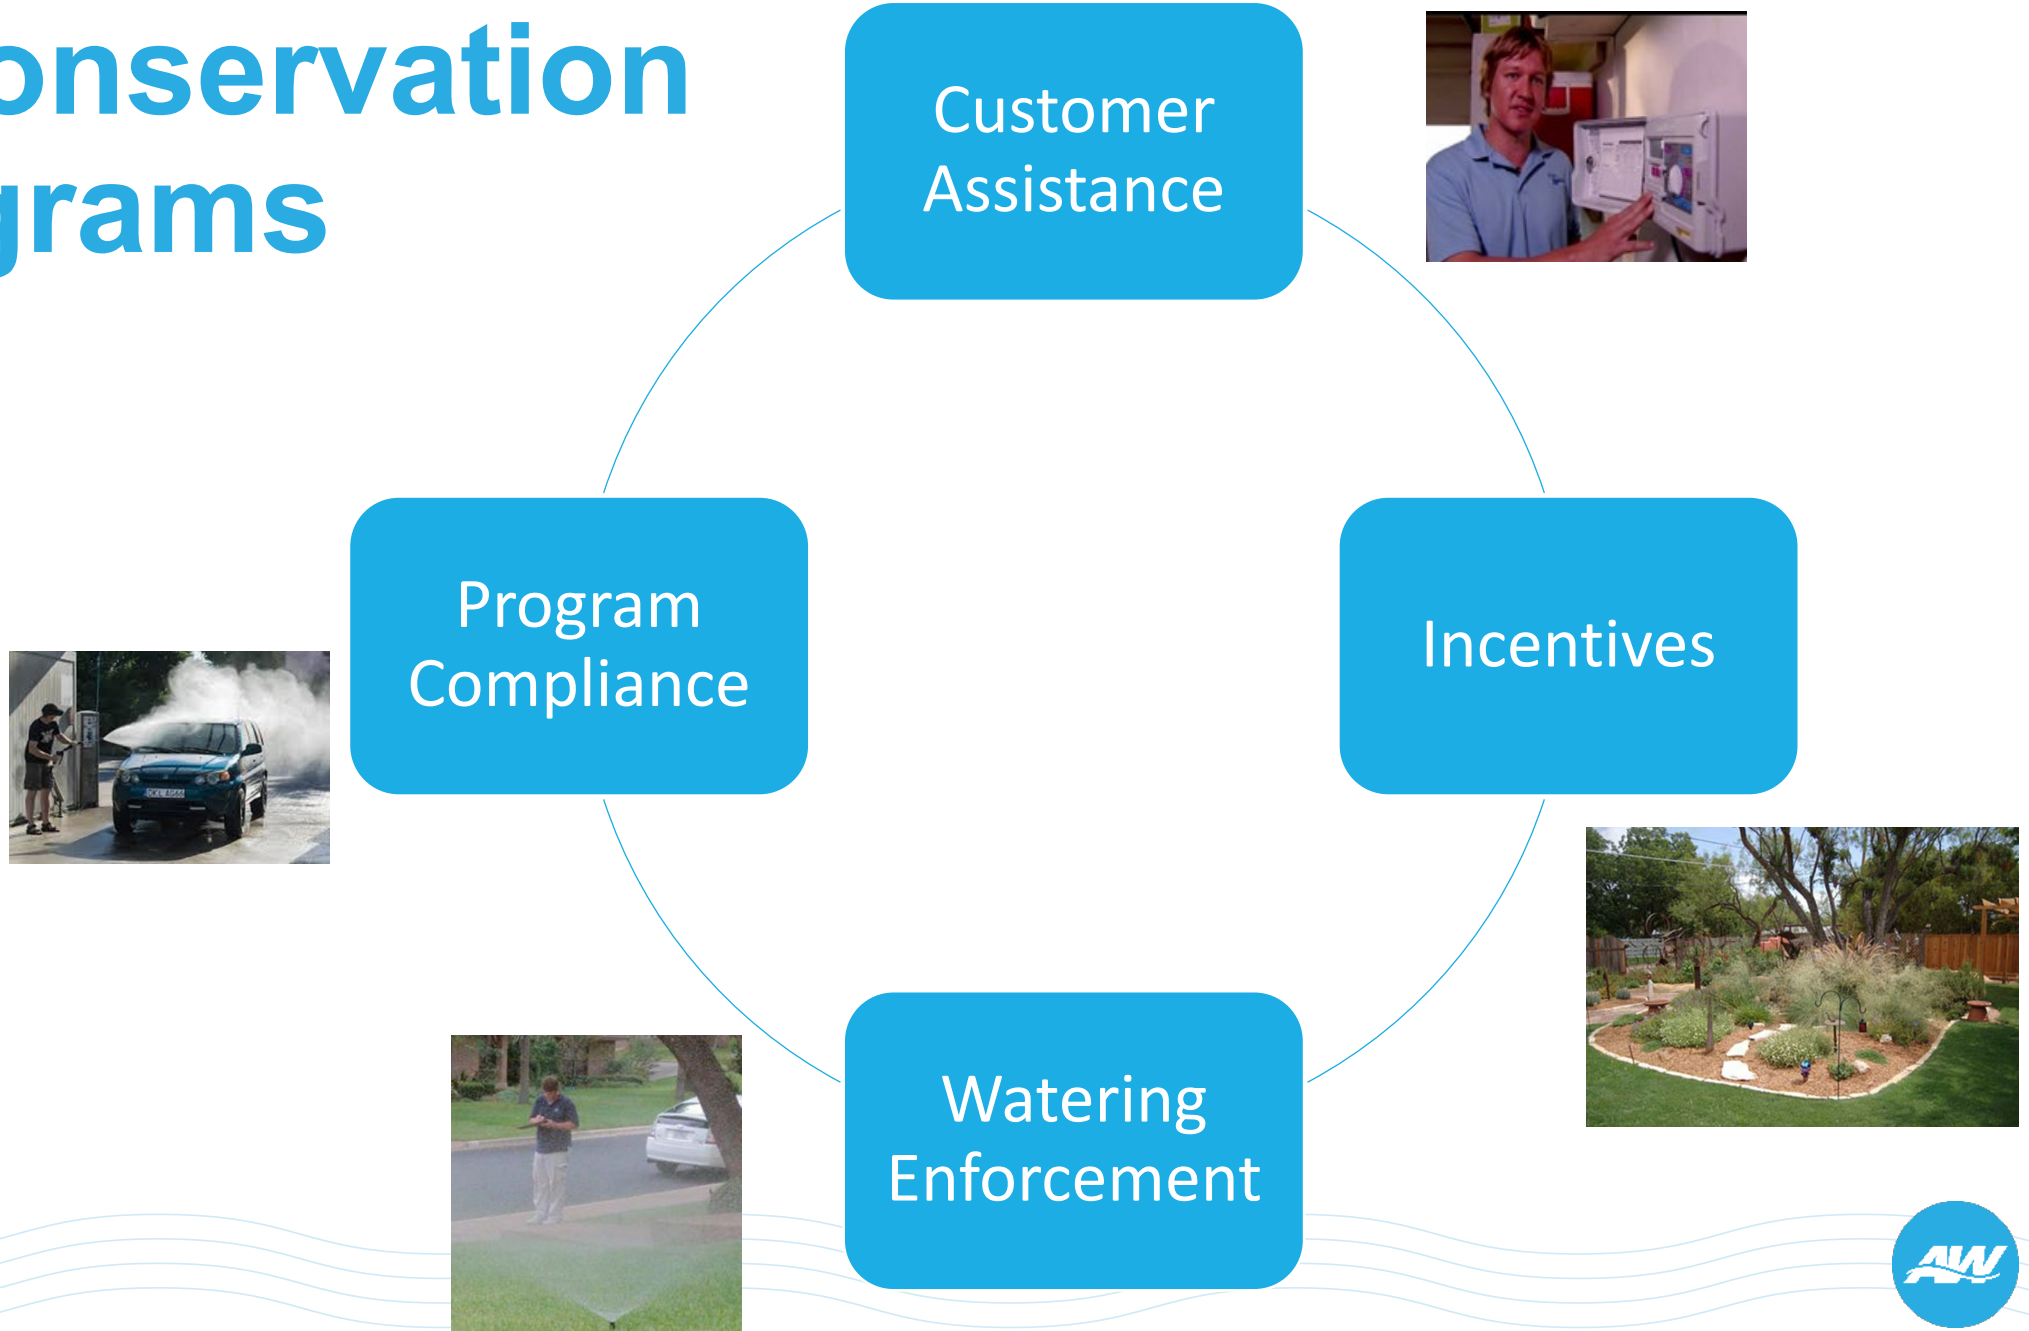 onservation
grams
Customer
Assistance
Program
Compliance
Incentives
Watering
Enforcement
AW